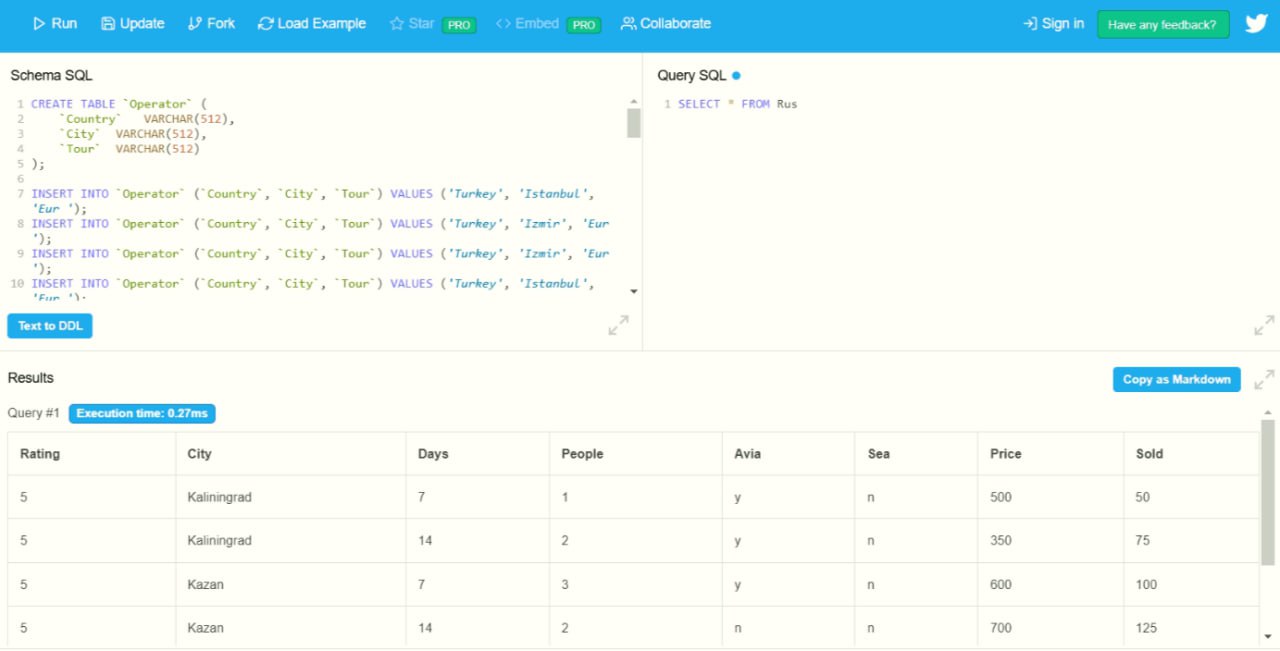 Run Update Fork Load Example Star PRO Embed PRO Collaborate Sign in Have any feedback?
Schema SQL
1 CREATE TABLE `Operator` (
2 `Country` VARCHAR(512),
3 `City` VARCHAR(512),
4 `Tour` VARCHAR(512)
5 );
6
7 INSERT INTO `Operator` (`Country`, `City`, `Tour`) VALUES ('Turkey', 'Istanbul',
'Eur ');
8 INSERT INTO `Operator` (`Country`, `City`, `Tour`) VALUES ('Turkey', 'Izmir', 'Eur
');
9 INSERT INTO `Operator` (`Country`, `City`, `Tour`) VALUES ('Turkey', 'Izmir', 'Eur
');
10 INSERT INTO `Operator` (`Country`, `City`, `Tour`) VALUES ('Turkey', 'Istanbul',
'Eur ');
Text to DDL
Query SQL
1 SELECT * FROM Rus
Results
Copy as Markdown
Query #1 Execution time: 0.27ms
Rating City Days People Avia Sea Price Sold
5 Kaliningrad 7 1 y n 500 50
5 Kaliningrad 14 2 y n 350 75
5 Kazan 7 3 y n 600 100
5 Kazan 14 2 n n 700 125